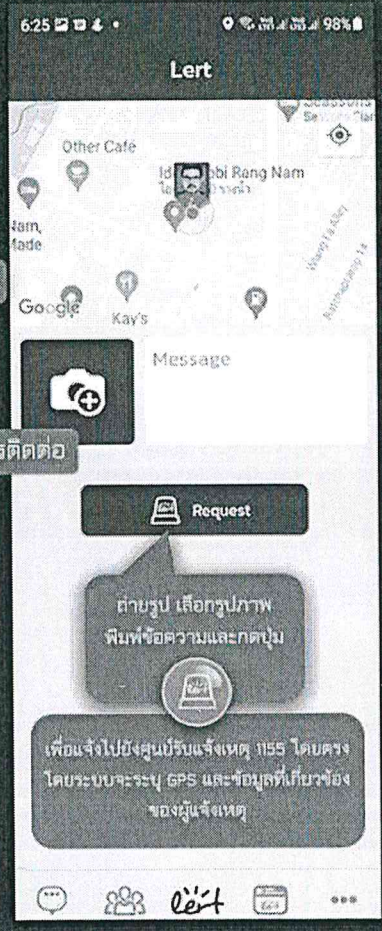 6:25
98%
Lert
Other Cafe
Kay's
Google
Message
รติดต่อ
Request
ถ่ายรูป เลือกรูปภาพ
พิมพ์ข้อความและกดปุ่ม
เพื่อแจ้งไปยังศูนย์รับแจ้งเหตุ 1155 โดยตรง
โดยระบบจะระบุ GPS และข้อมูลที่เกี่ยวข้อง
ของผู้แจ้งเหตุ
lert